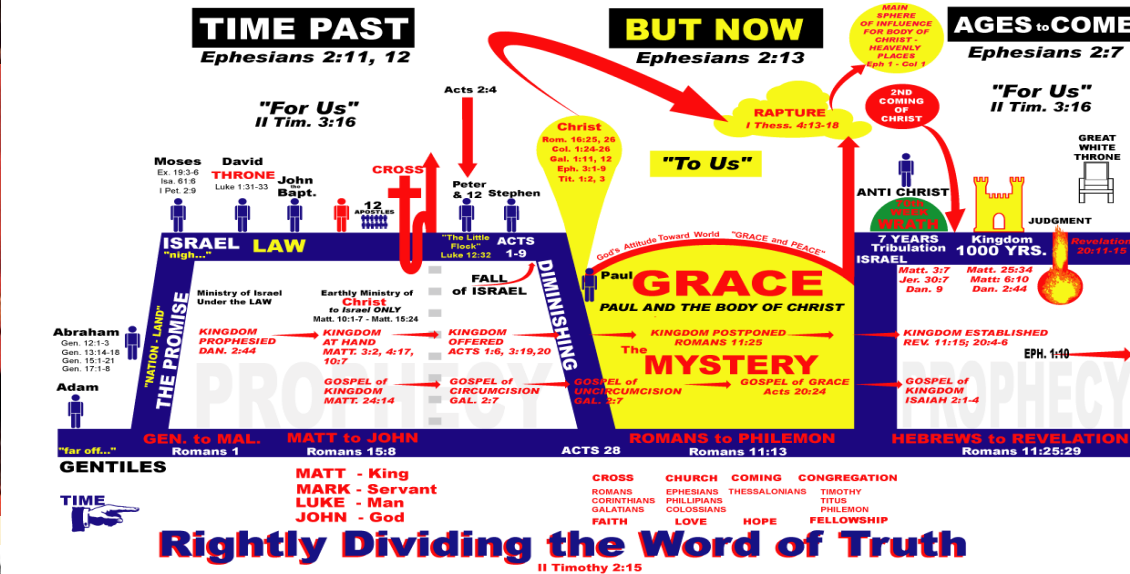 TIME PAST
Ephesians 2:11, 12
BUT NOW
Ephesians 2:13
MAIN
SPHERE
OF INFLUENCE
FOR BODY OF
CHRIST -
HEAVENLY
PLACES
Eph 1 - Col 1
AGES to COME
Ephesians 2:7
"For Us"
II Tim. 3:16
Acts 2:4
RAPTURE
I Thess. 4:13-18
2ND
COMING
OF
CHRIST
"For Us"
II Tim. 3:16
Christ
Rom. 16:25, 26
Col. 1:24-26
Gal. 1:11, 12
Eph. 3:1-9
Tit. 1:2, 3
"To Us"
GREAT
WHITE
THRONE
Moses
Ex. 19:3-6
Isa. 61:6
I Pet. 2:9
David
THRONE
Luke 1:31-33
John
the
Bapt.
12
APOSTLES
CROSS
Peter
& 12
Stephen
ANTI CHRIST
70th
WEEK
WRATH
JUDGMENT
ISRAEL LAW
"nigh..."
"The Little
Flock"
Luke 12:32
ACTS
1-9
God's Attitude Toward World "GRACE and PEACE"
7 YEARS
Tribulation
ISRAEL
Kingdom
1000 YRS.
Revelation
20:11-15
"NATION - LAND"
THE PROMISE
Ministry of Israel
Under the LAW
Earthly Ministry of
Christ
to Israel ONLY
Matt. 10:1-7 - Matt. 15:24
FALL
of ISRAEL
DIMINISHING
Paul
GRACE
PAUL AND THE BODY OF CHRIST
Matt. 3:7
Jer. 30:7
Dan. 9
Matt. 25:34
Matt: 6:10
Dan. 2:44
Abraham
Gen. 12:1-3
Gen. 13:14-18
Gen. 15:1-21
Gen. 17:1-8
KINGDOM
PROPHESIED
DAN. 2:44
KINGDOM
AT HAND
MATT. 3:2, 4:17,
10:7
KINGDOM
OFFERED
ACTS 1:6, 3:19,20
KINGDOM POSTPONED
ROMANS 11:25
KINGDOM ESTABLISHED
REV. 11:15; 20:4-6
EPH. 1:10
The
MYSTERY
PROPHECY
PROPHECY
Adam
GOSPEL of
KINGDOM
MATT. 24:14
GOSPEL of
CIRCUMCISION
GAL. 2:7
GOSPEL of
UNCIRCUMCISION
GAL. 2:7
GOSPEL of GRACE
Acts 20:24
GOSPEL of
KINGDOM
ISAIAH 2:1-4
"far off..."
GEN. to MAL.
Romans 1
MATT to JOHN
Romans 15:8
ACTS 28
ROMANS to PHILEMON
Romans 11:13
HEBREWS to REVELATION
Romans 11:25:29
GENTILES
TIME
MATT - King
MARK - Servant
LUKE - Man
JOHN - God
CROSS CHURCH COMING CONGREGATION
ROMANS EPHESIANS THESSALONIANS TIMOTHY
CORINTHIANS PHILLIPIANS TITUS
GALATIANS COLOSSIANS PHILEMON
FAITH LOVE HOPE FELLOWSHIP
Rightly Dividing the Word of Truth
II Timothy 2:15